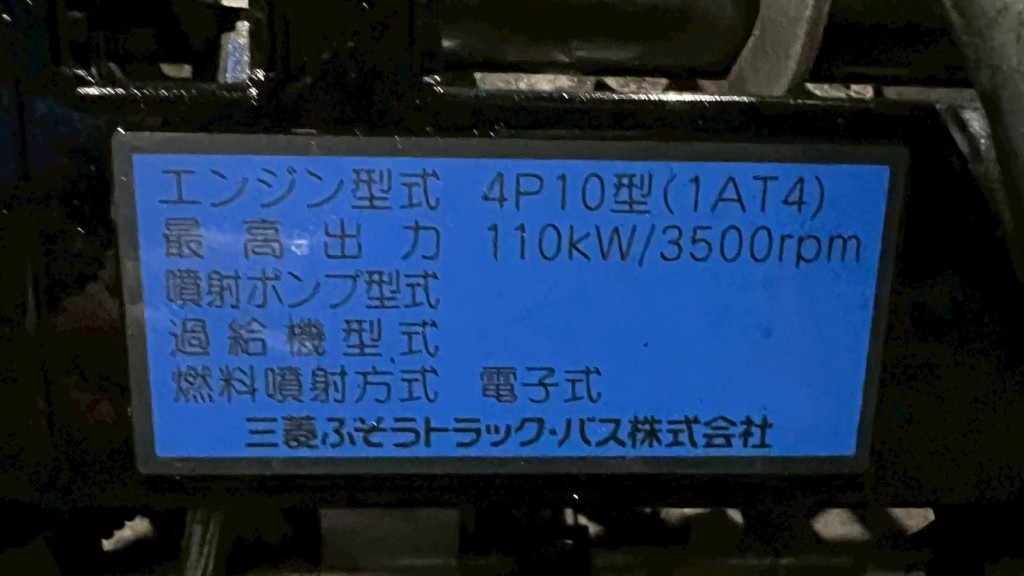 エンジン型式 4P10型(1AT4)
最高出力 110kW/3500rpm
噴射ポンプ型式
過給機型式
燃料噴射方式 電子式
三菱ふそうトラック・バス株式会社